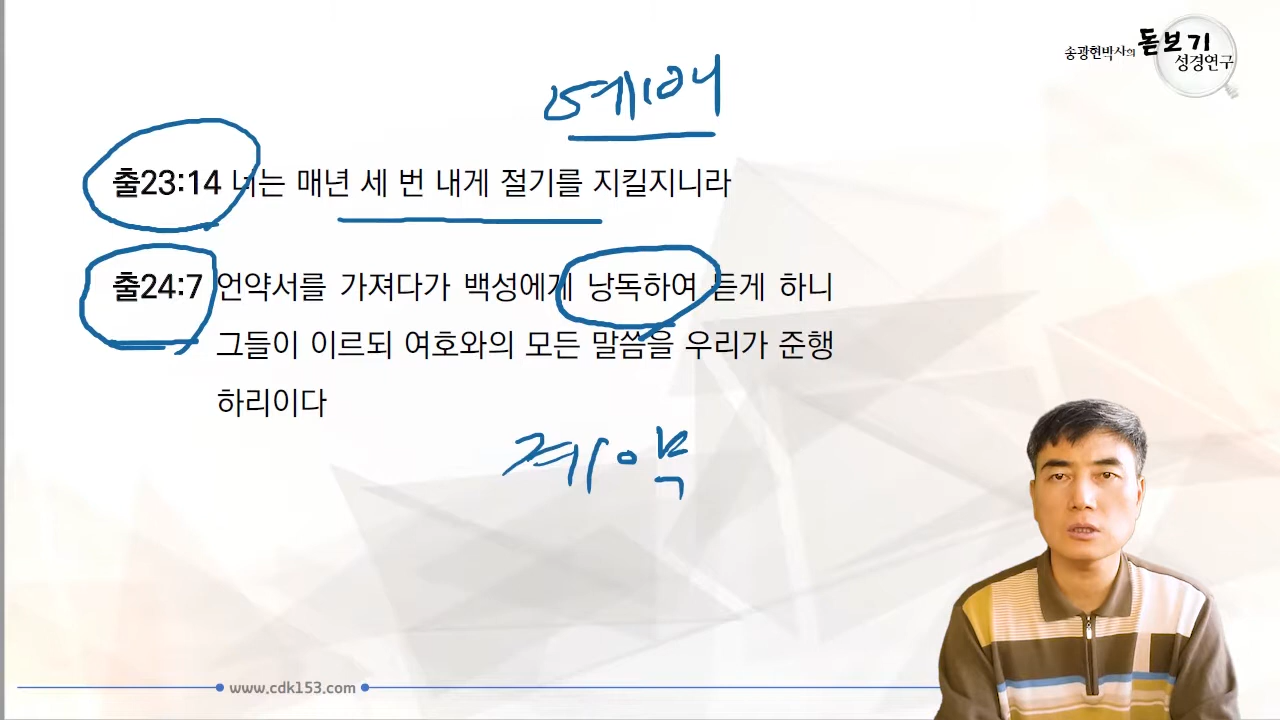 송광현박사의 돋보기
성경연구
예배
출23:14 너는 매년 세 번 내게 절기를 지킬지니라
출24:7 언약서를 가져다가 백성에게 낭독하여 듣게 하니
그들이 이르되 여호와의 모든 말씀을 우리가 준행
하리이다
계약
www.cdk153.com